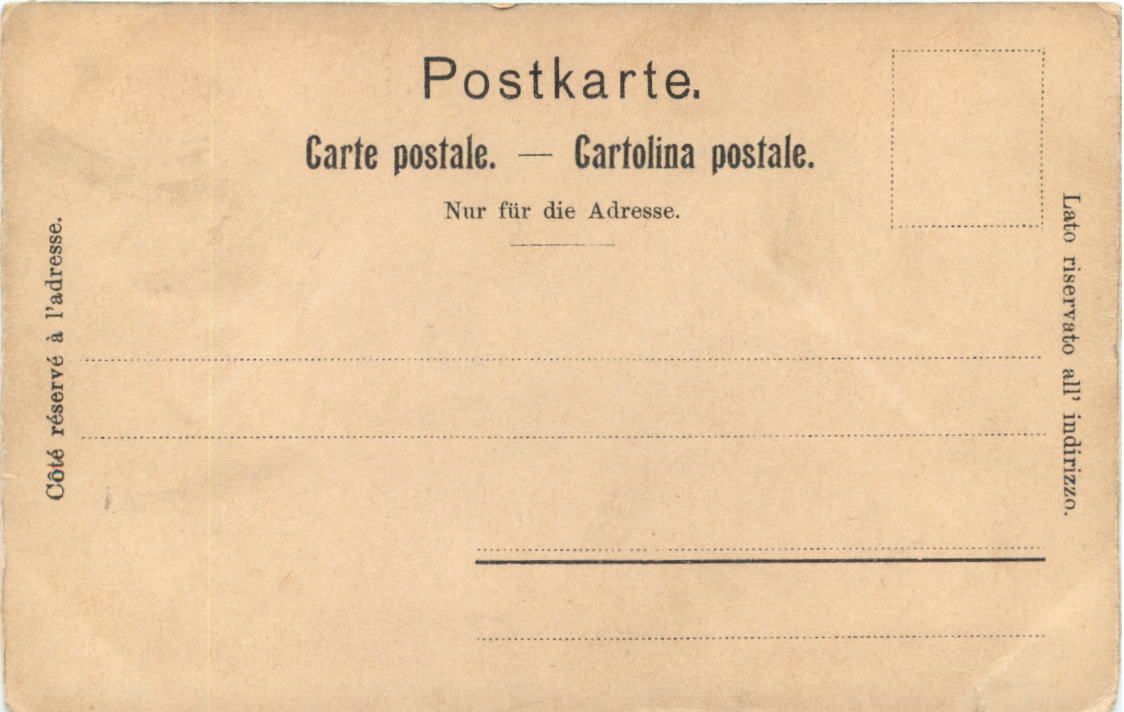 Postkarte.
Carte postale. — Cartolina postale.
Nur für die Adresse.
Côté réservé à l'adresse.
Lato riservato all' indirizzo.